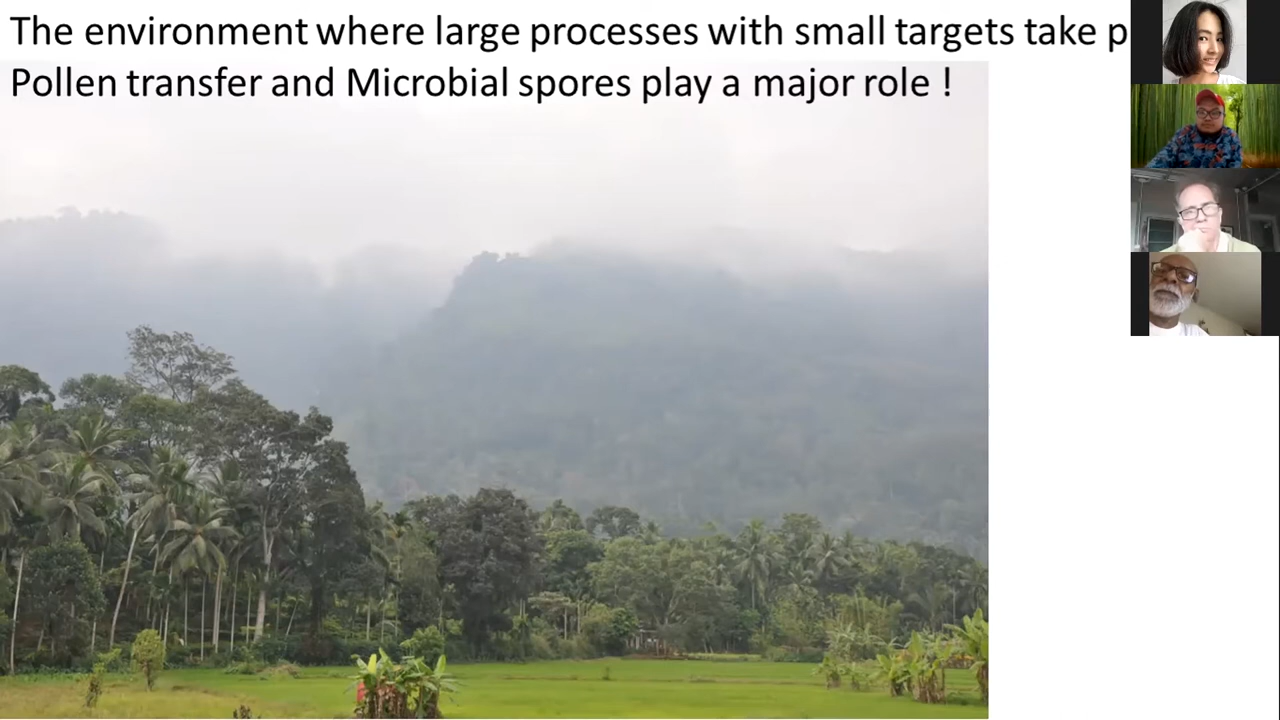 The environment where large processes with small targets take p
Pollen transfer and Microbial spores play a major role !